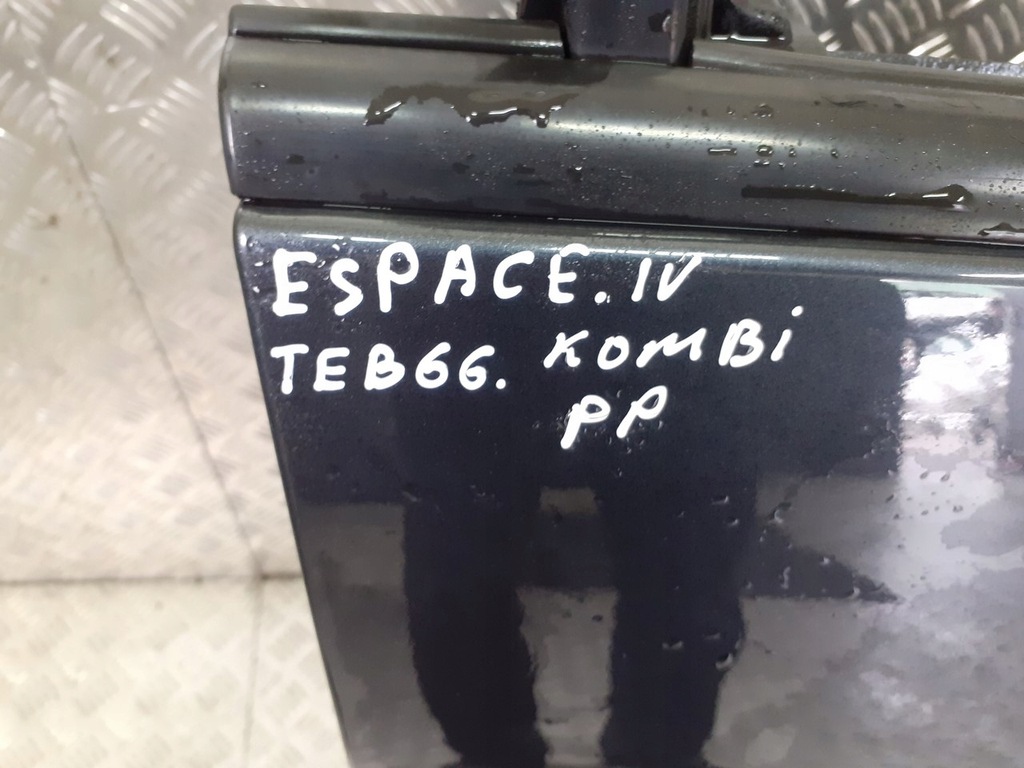 ESPACE. IV
TEB66. KOMBi
PP